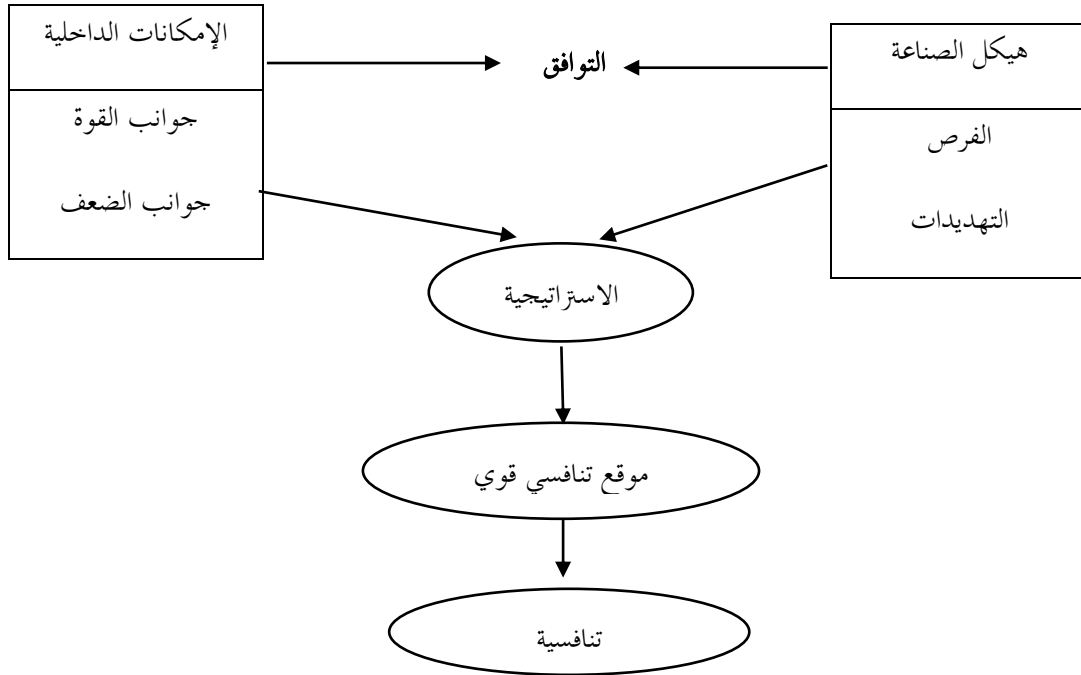 هيكل الصناعة
التوافق
الإمكانات الداخلية
الفرص
التهديدات
جوانب القوة
جوانب الضعف
الاستراتيجية
موقع تنافسي قوي
تنافسية